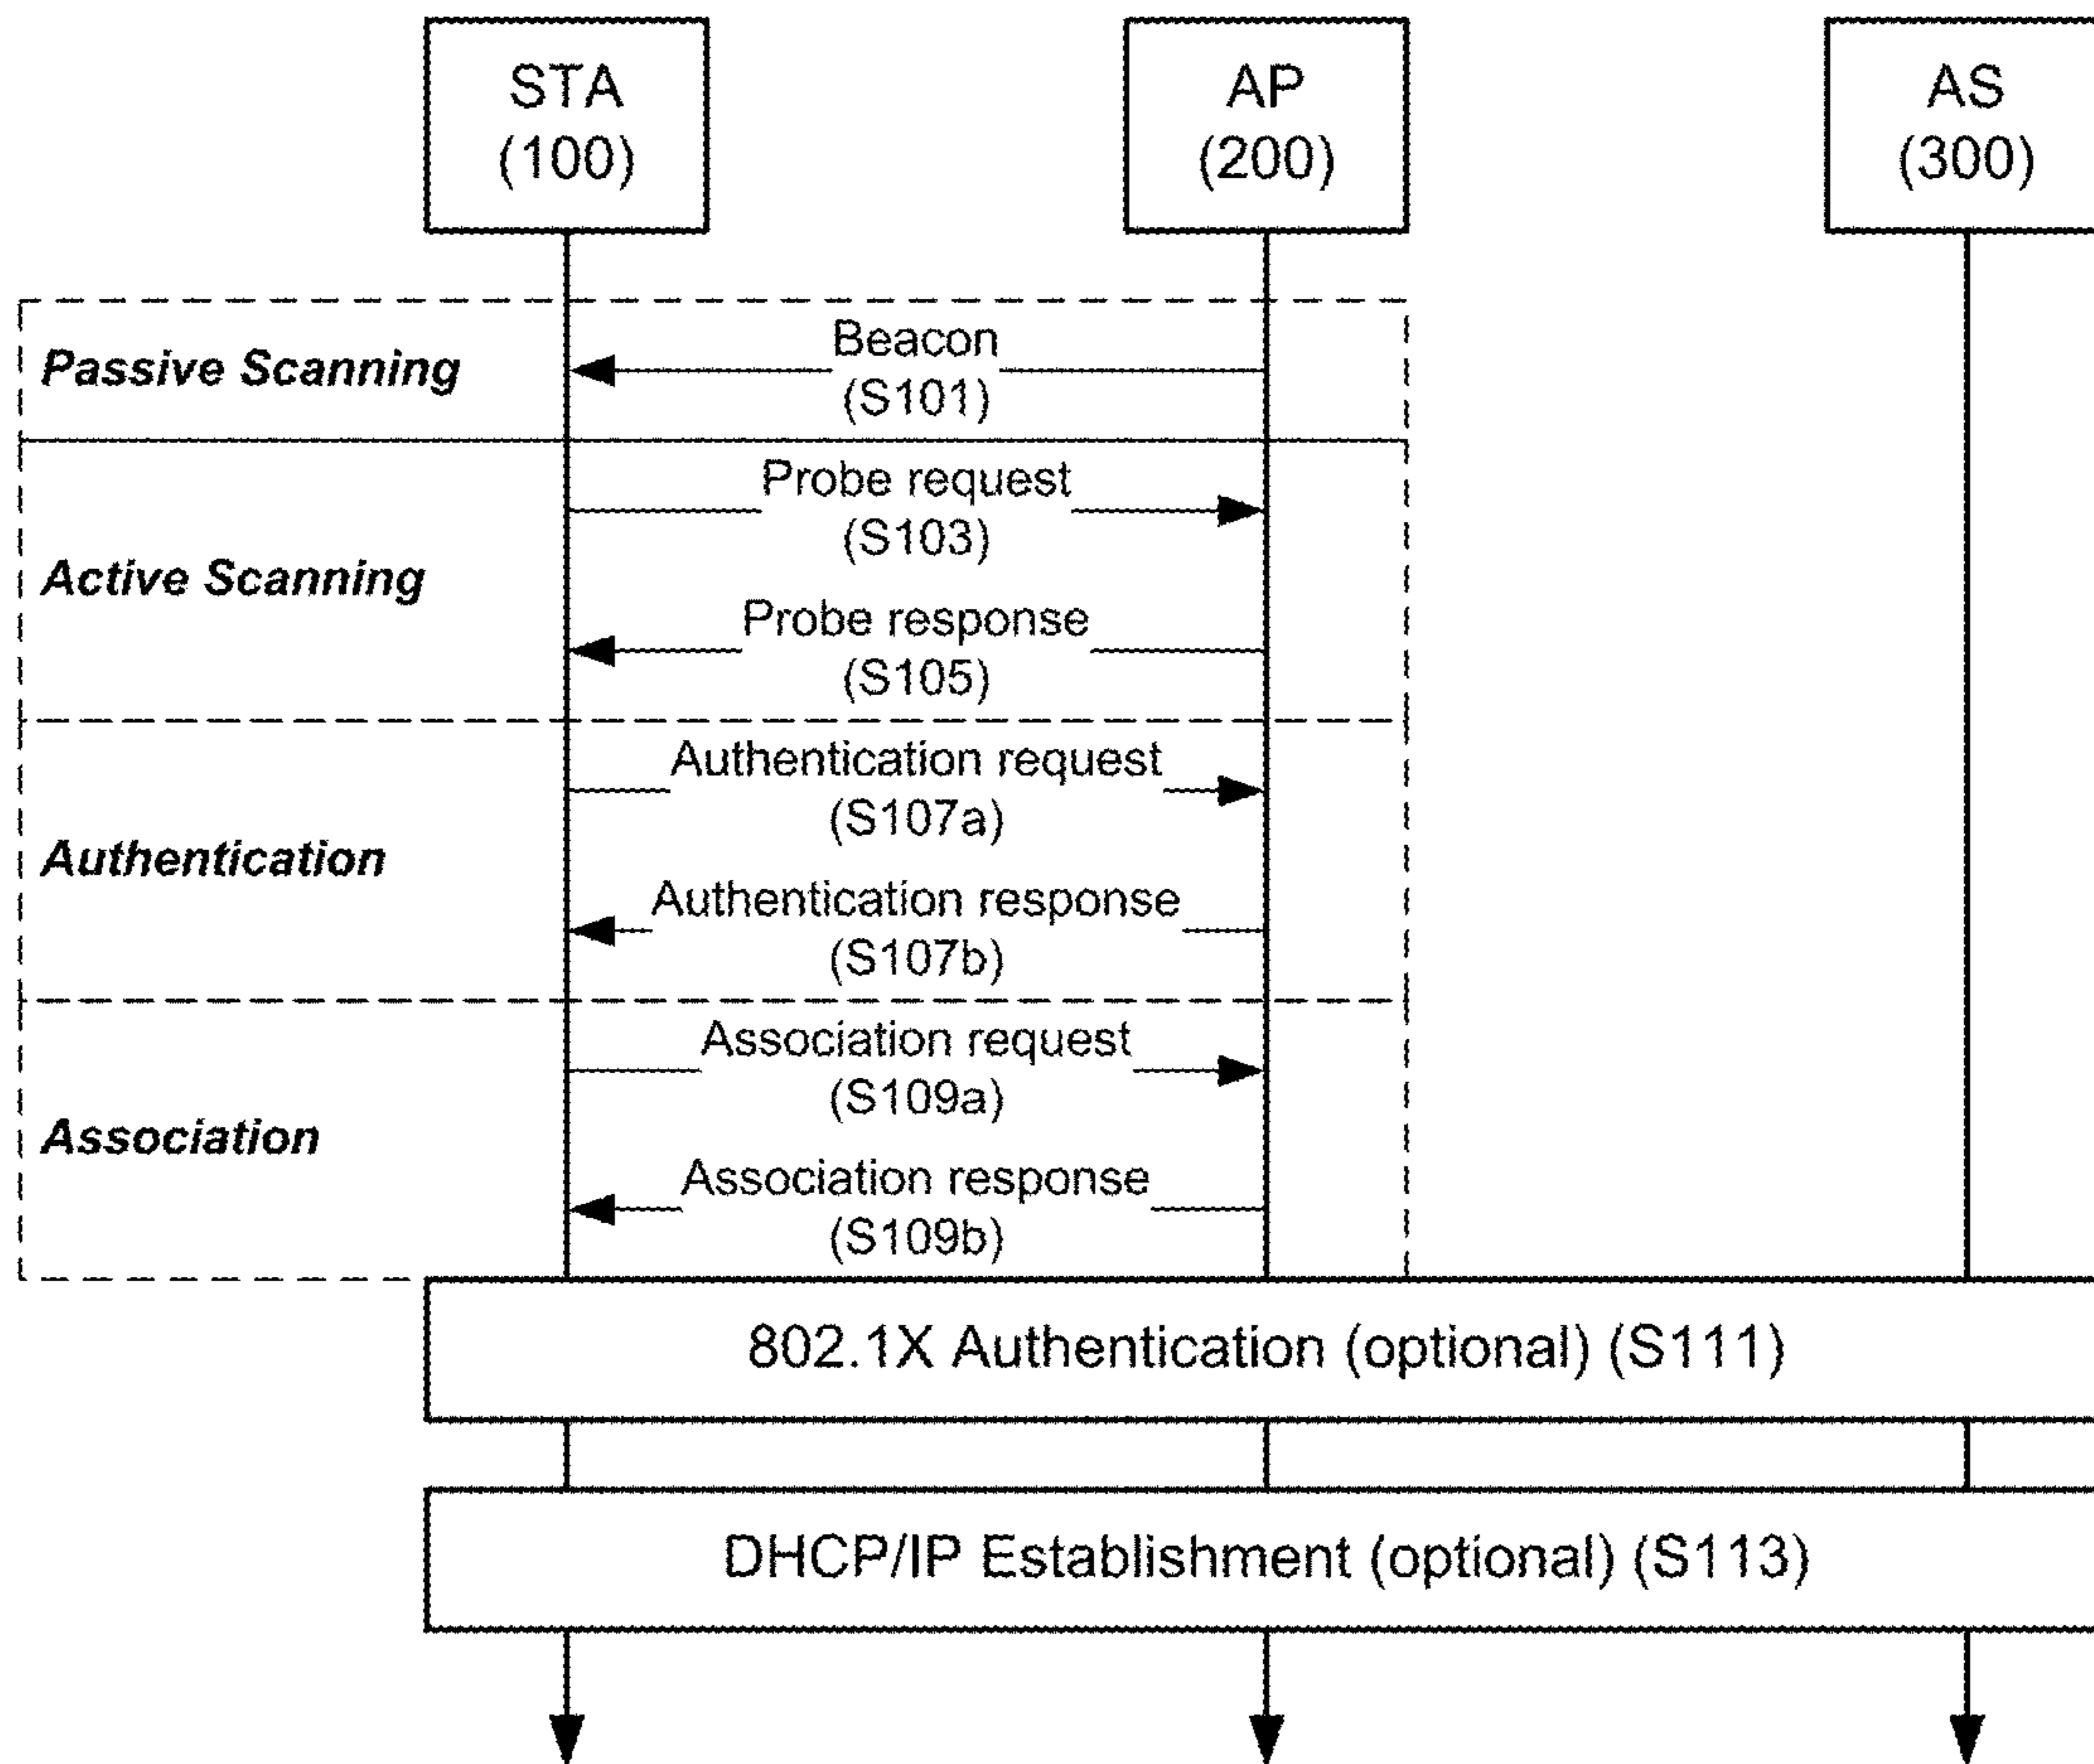 STA
(100)
AP
(200)
AS
(300)
Passive Scanning
Beacon
(S101)
Active Scanning
Probe request
(S103)
Probe response
(S105)
Authentication
Authentication request
(S107a)
Authentication response
(S107b)
Association
Association request
(S109a)
Association response
(S109b)
802.1X Authentication (optional) (S111)
DHCP/IP Establishment (optional) (S113)